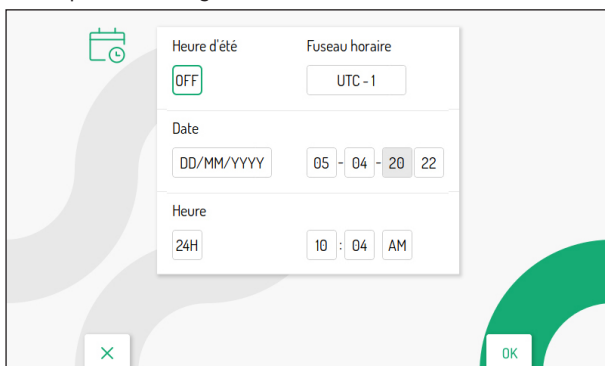 Heure d'été Fuseau horaire
OFF UTC - 1
Date
DD/MM/YYYY 05 - 04 - 20 22
Heure
24H 10 : 04 AM
OK